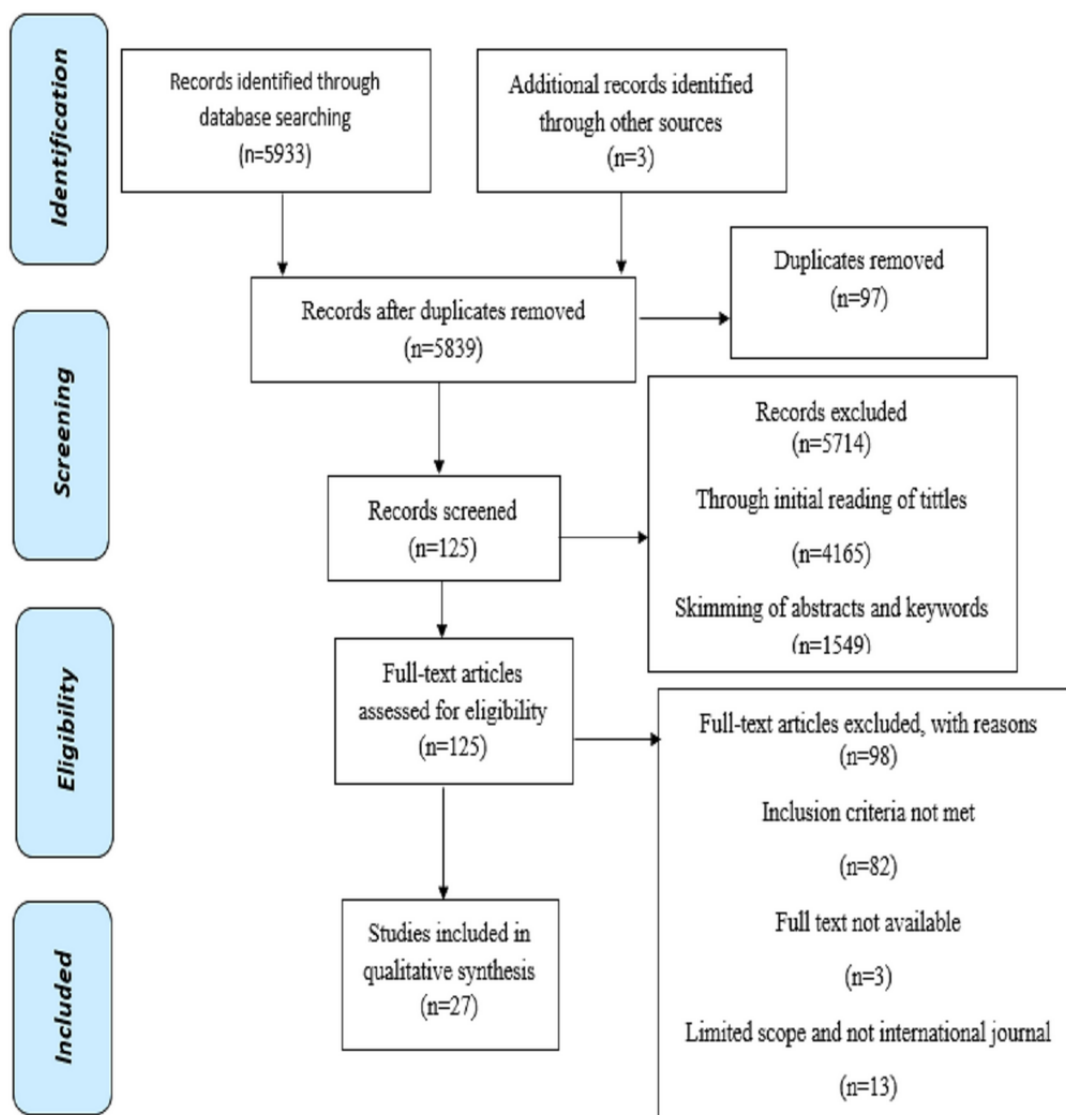 Identification
Records identified through
database searching
(n=5933)
Additional records identified
through other sources
(n=3)
Duplicates removed
(n=97)
Records after duplicates removed
(n=5839)
Screening
Records excluded
(n=5714)
Through initial reading of tittles
(n=4165)
Skimming of abstracts and keywords
(n=1549)
Records screened
(n=125)
Eligibility
Full-text articles
assessed for eligibility
(n=125)
Full-text articles excluded, with reasons
(n=98)
Inclusion criteria not met
(n=82)
Full text not available
(n=3)
Limited scope and not international journal
(n=13)
Included
Studies included in
qualitative synthesis
(n=27)